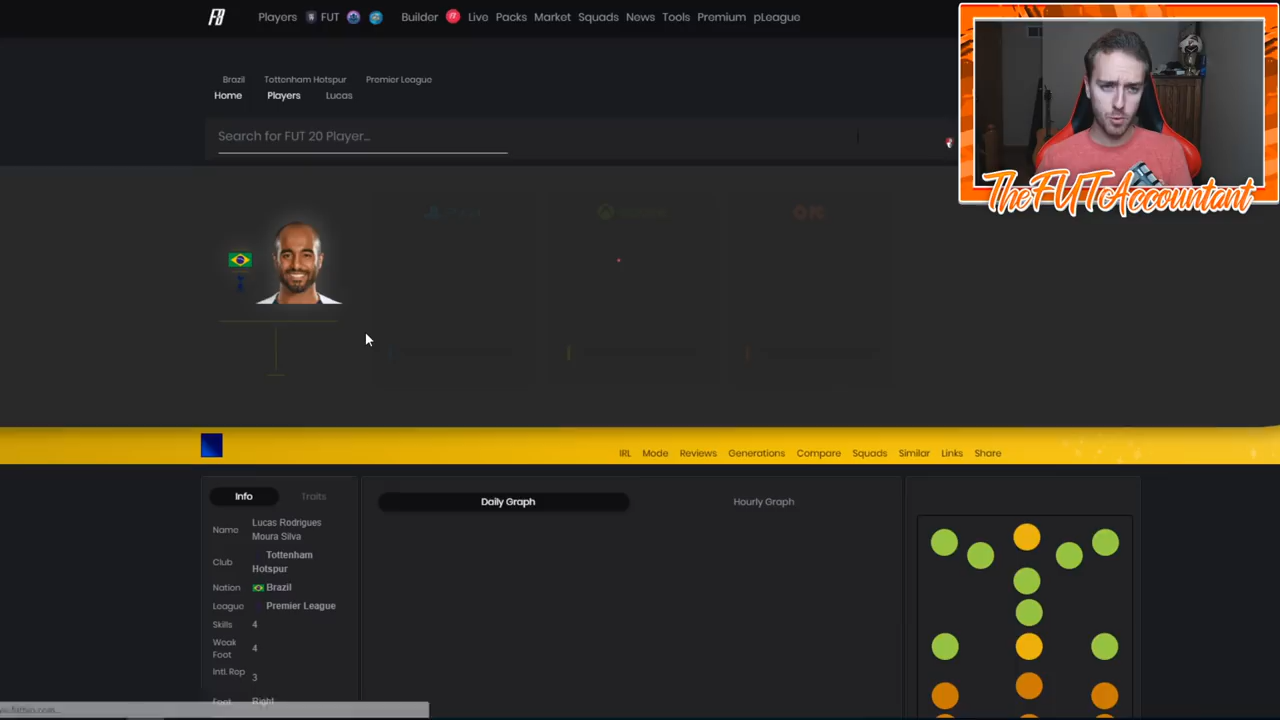 F8 Players FUT Builder Live Packs Market Squads News Tools Premium pLeague
Brazil Tottenham Hotspur Premier League
Home Players Lucas
Search for FUT 20 Player...
TheFUTAccountant
IRL Mode Reviews Generations Compare Squads Similar Links Share
Info Traits
Daily Graph Hourly Graph
Name Lucas Rodrigues
Moura Silva
Club Tottenham
Hotspur
Nation Brazil
League Premier League
Skills 4
Weak
Foot 4
Intl. Rep 3
Foot Right